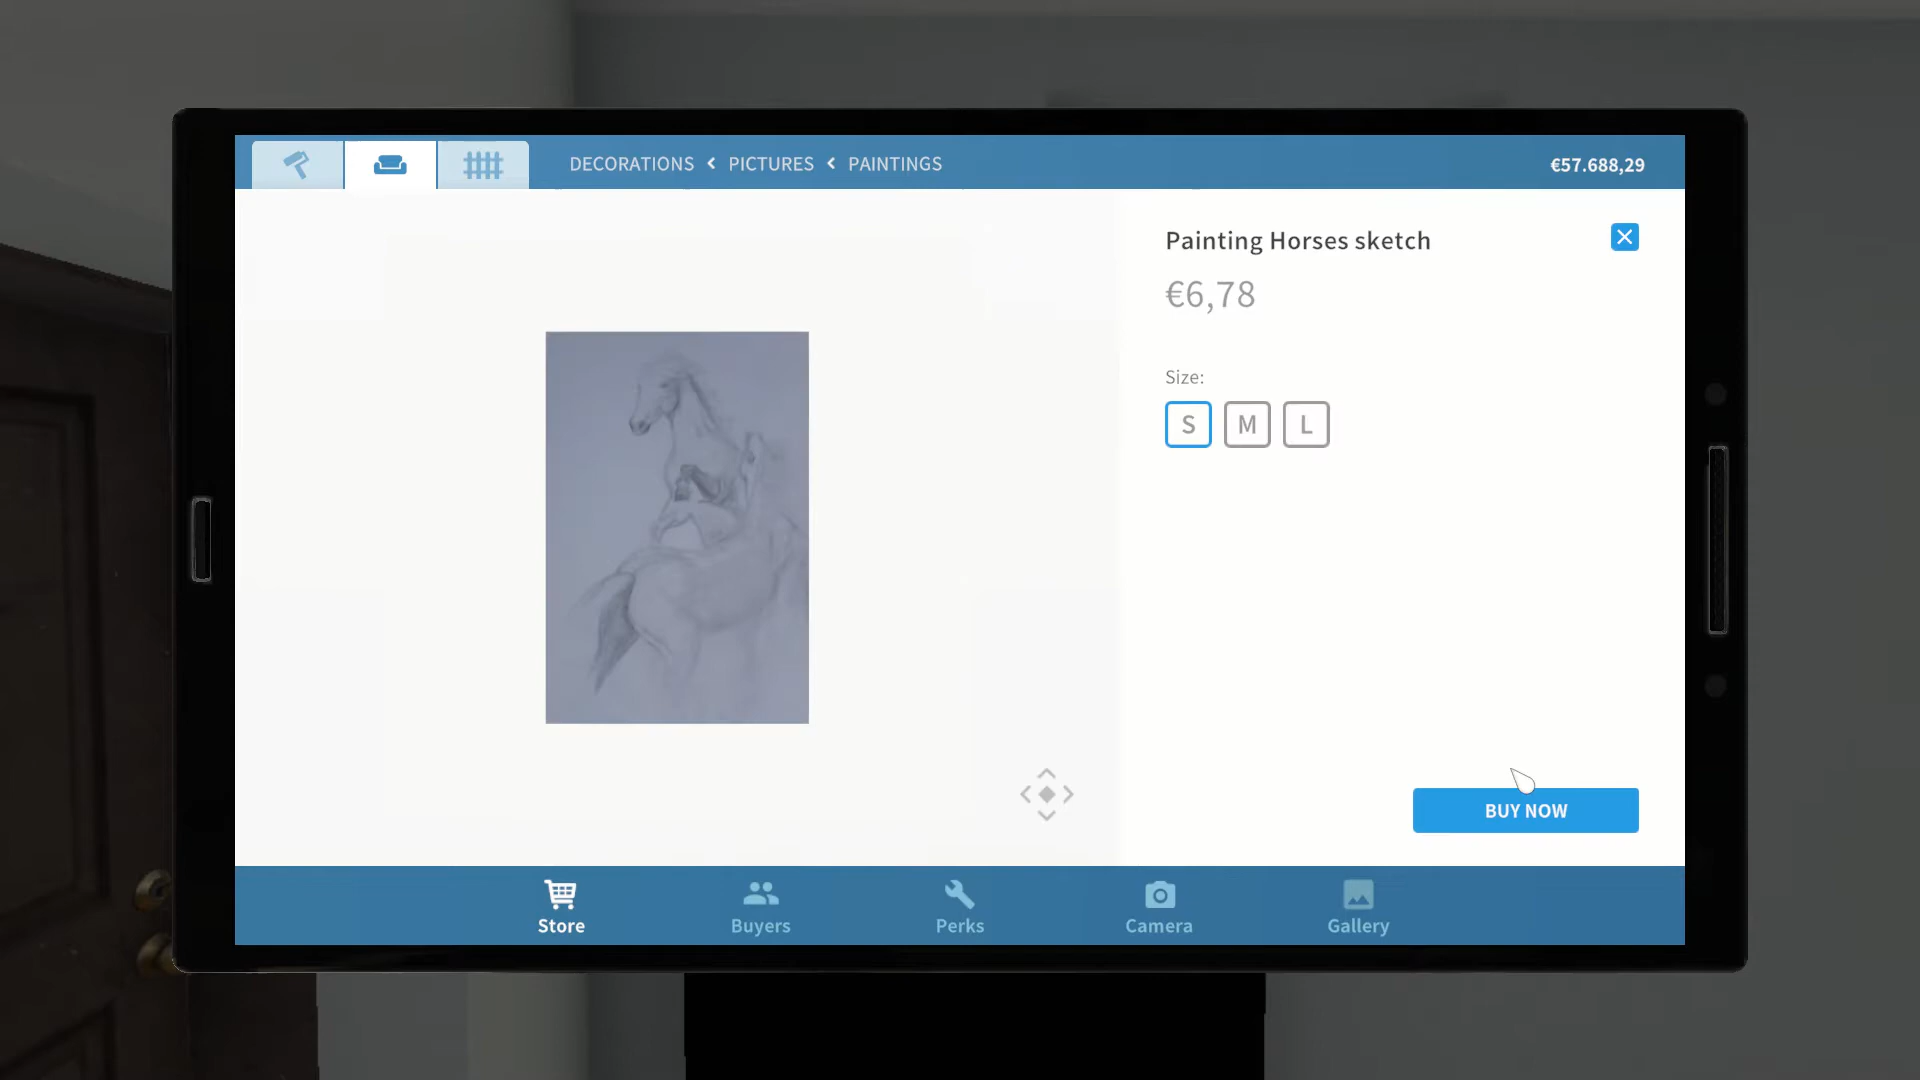 DECORATIONS < PICTURES < PAINTINGS
€57.688,29
Painting Horses sketch
€6,78
Size:
S M L
BUY NOW
Store Buyers Perks Camera Gallery